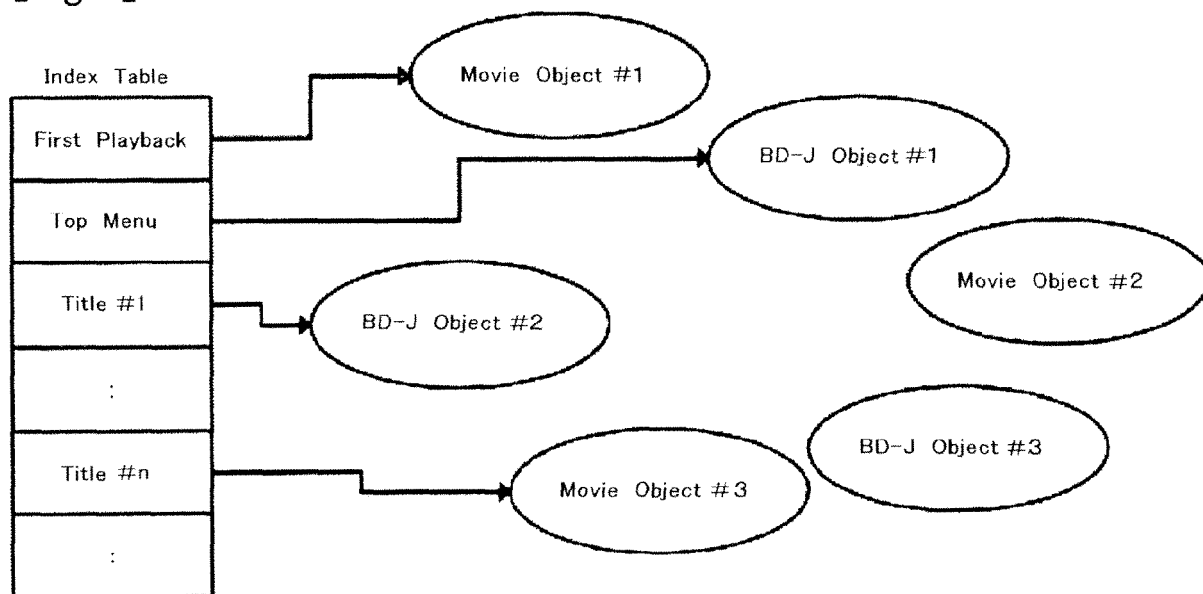 Index Table
First Playback
Top Menu
Title #1
:
Title #n
:
Movie Object #1
BD-J Object #1
Movie Object #2
BD-J Object #2
BD-J Object #3
Movie Object #3